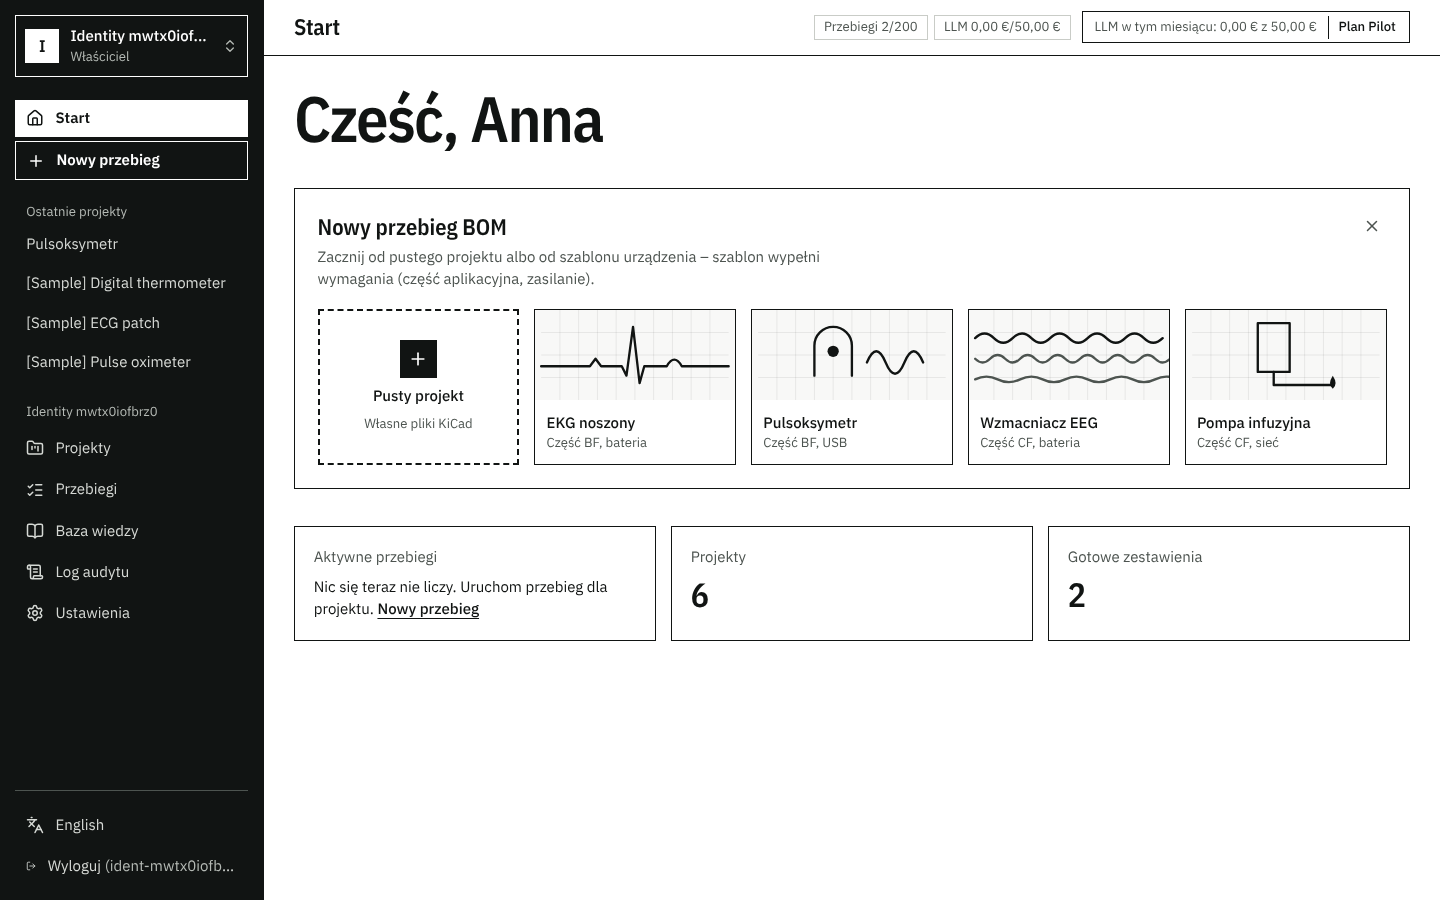 I
Identity mwtx0iof...
Właściciel
Start
Nowy przebieg
Ostatnie projekty
Pulsoksymetr
[Sample] Digital thermometer
[Sample] ECG patch
[Sample] Pulse oximeter
Identity mwtx0iofbrz0
Projekty
Przebiegi
Baza wiedzy
Log audytu
Ustawienia
English
Wyloguj (ident-mwtx0iofb...
Start
Przebiegi 2/200
LLM 0,00 €/50,00 €
LLM w tym miesiącu: 0,00 € z 50,00 €
Plan Pilot
Cześć, Anna
Nowy przebieg BOM
Zacznij od pustego projektu albo od szablonu urządzenia – szablon wypełni
wymagania (część aplikacyjna, zasilanie).
Pusty projekt
Własne pliki KiCad
EKG noszony
Część BF, bateria
Pulsoksymetr
Część BF, USB
Wzmacniacz EEG
Część CF, bateria
Pompa infuzyjna
Część CF, sieć
Aktywne przebiegi
Nic się teraz nie liczy. Uruchom przebieg dla
projektu. Nowy przebieg
Projekty
6
Gotowe zestawienia
2